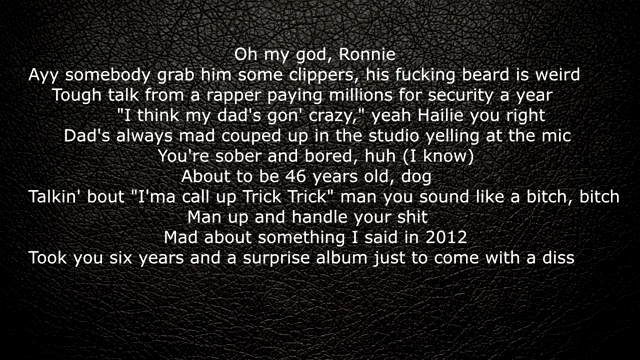 Oh my god, Ronnie
Ayy somebody grab him some clippers, his fucking beard is weird
Tough talk from a rapper paying millions for security a year
"I think my dad's gon' crazy," yeah Hailie you right
Dad's always mad couped up in the studio yelling at the mic
You're sober and bored, huh (I know)
About to be 46 years old, dog
Talkin' bout "I'ma call up Trick Trick" man you sound like a bitch, bitch
Man up and handle your shit
Mad about something I said in 2012
Took you six years and a surprise album just to come with a diss